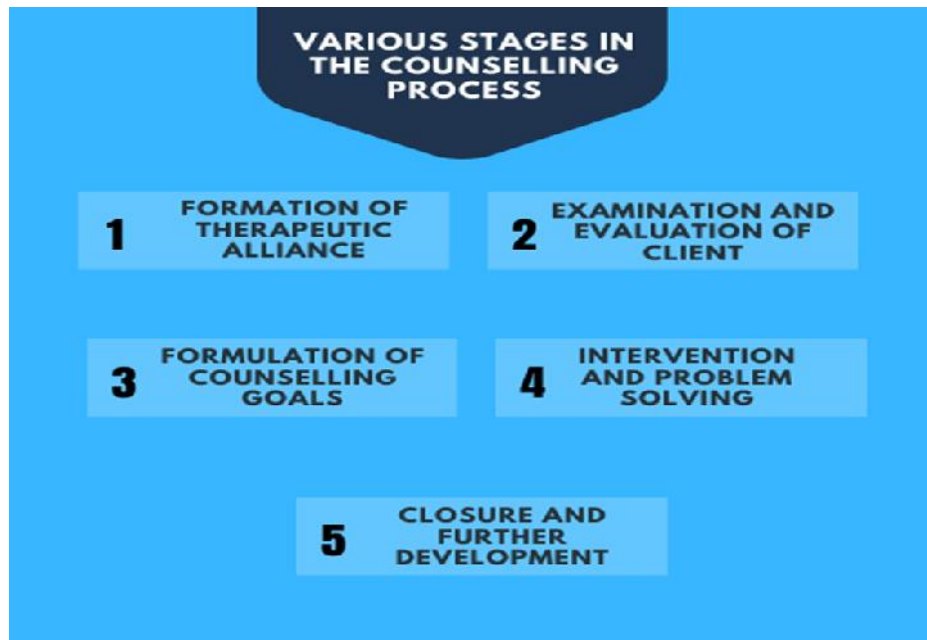 VARIOUS STAGES IN
THE COUNSELLING
PROCESS
1
FORMATION OF
THERAPEUTIC
ALLIANCE
2
EXAMINATION AND
EVALUATION OF
CLIENT
3
FORMULATION OF
COUNSELLING
GOALS
4
INTERVENTION
AND PROBLEM
SOLVING
5
CLOSURE AND
FURTHER
DEVELOPMENT